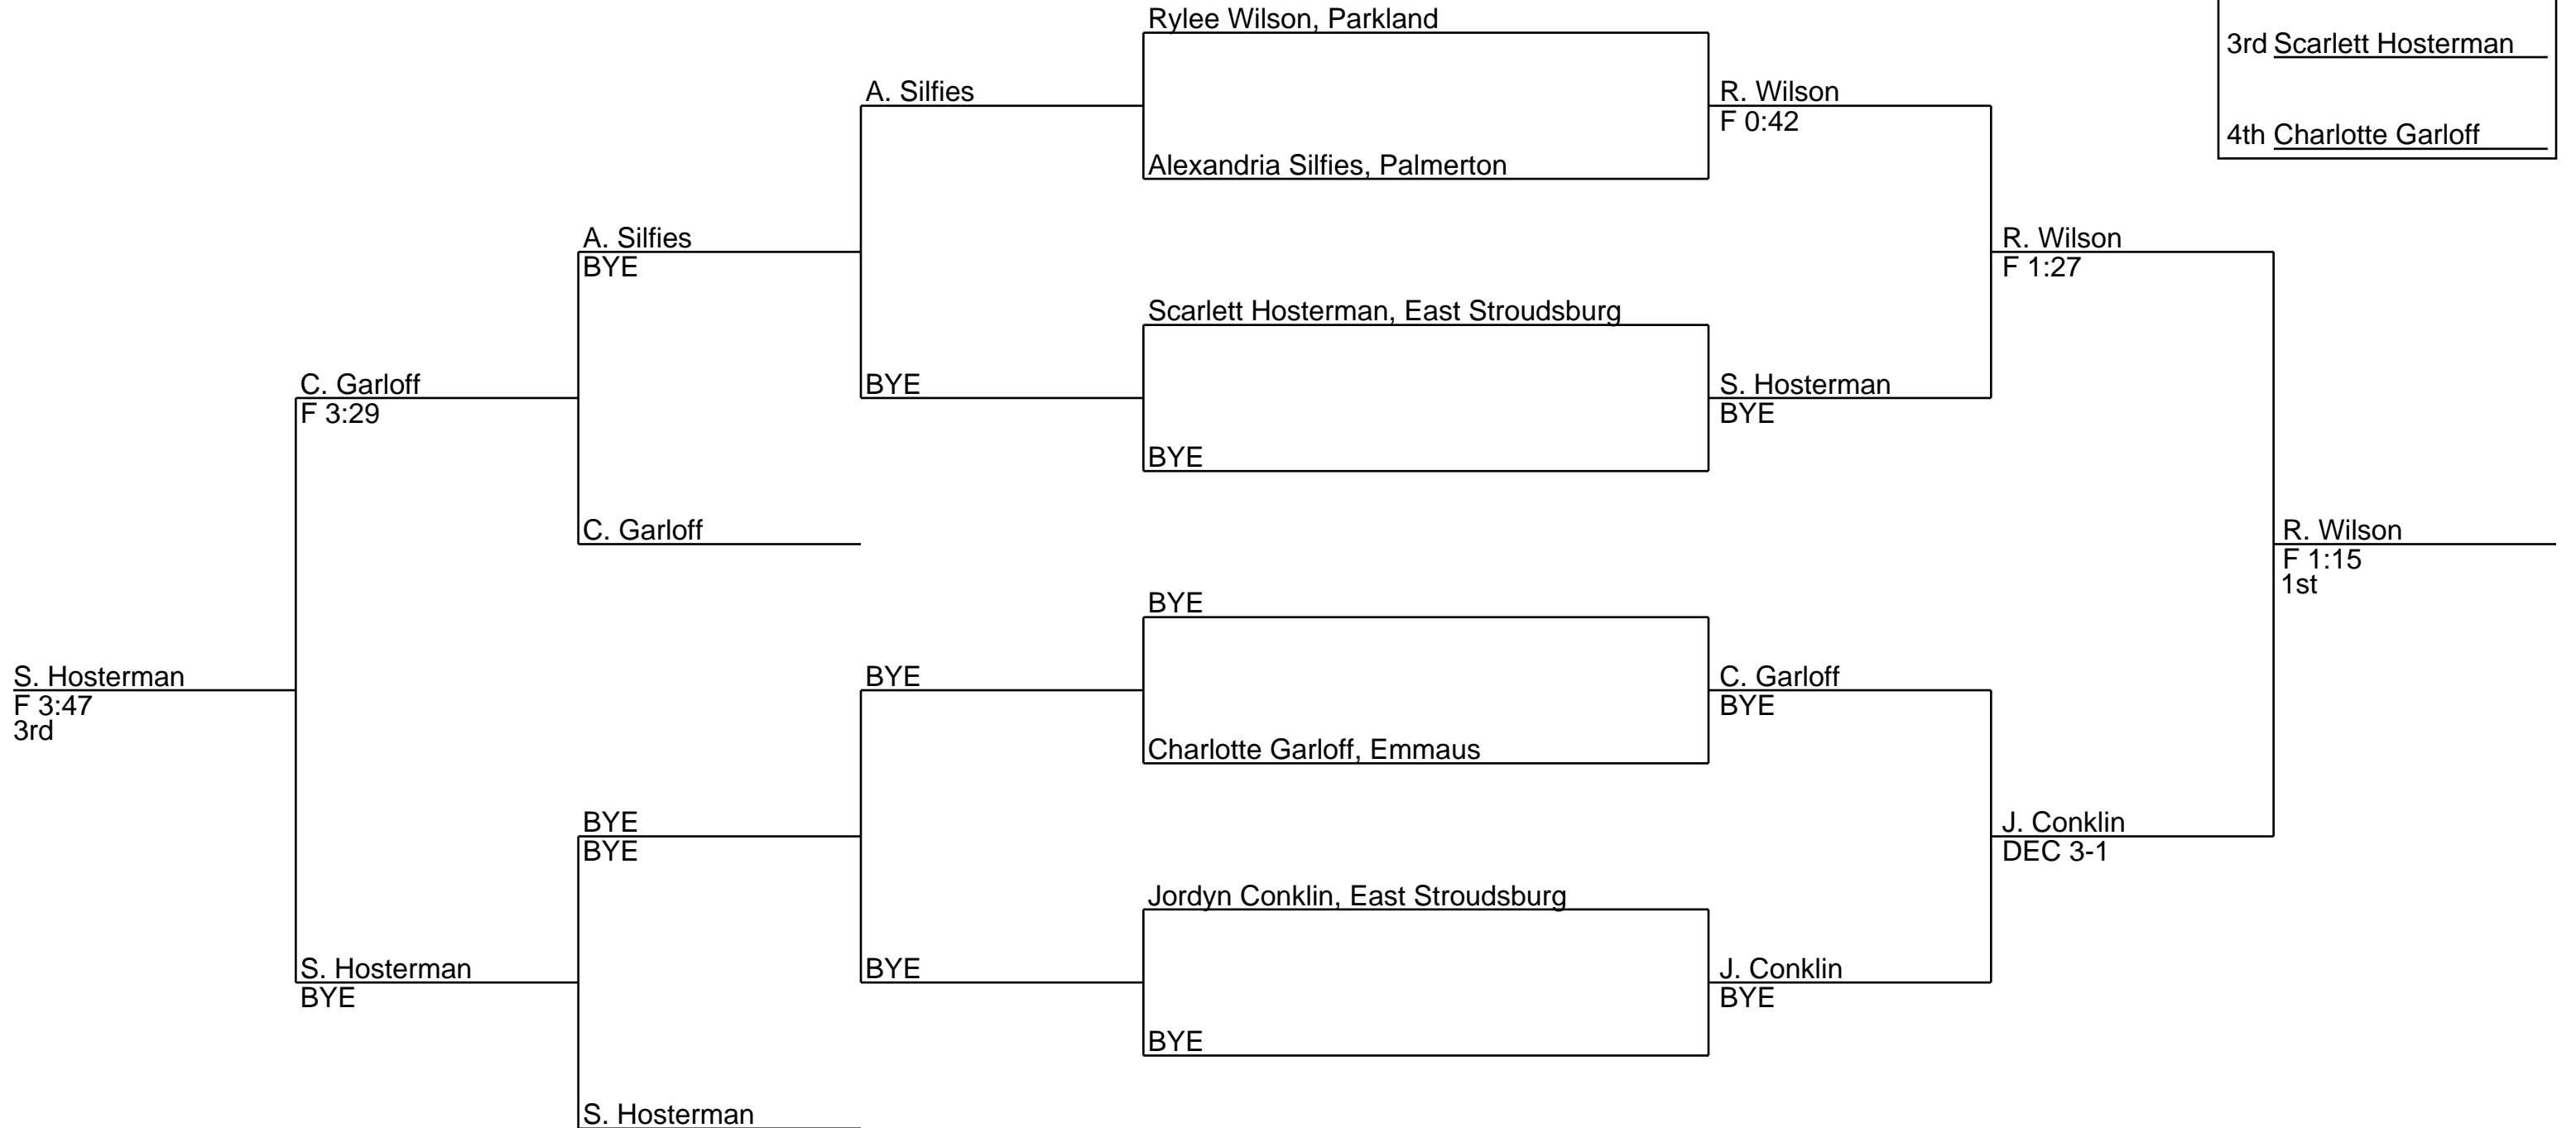 Rylee Wilson, Parkland
3rd Scarlett Hosterman
A. Silfies
R. Wilson
F 0:42
4th Charlotte Garloff
Alexandria Silfies, Palmerton
A. Silfies
BYE
R. Wilson
F 1:27
Scarlett Hosterman, East Stroudsburg
C. Garloff
F 3:29
BYE
S. Hosterman
BYE
BYE
C. Garloff
R. Wilson
F 1:15
1st
BYE
S. Hosterman
F 3:47
3rd
BYE
C. Garloff
BYE
Charlotte Garloff, Emmaus
BYE
BYE
J. Conklin
DEC 3-1
Jordyn Conklin, East Stroudsburg
S. Hosterman
BYE
BYE
J. Conklin
BYE
BYE
S. Hosterman